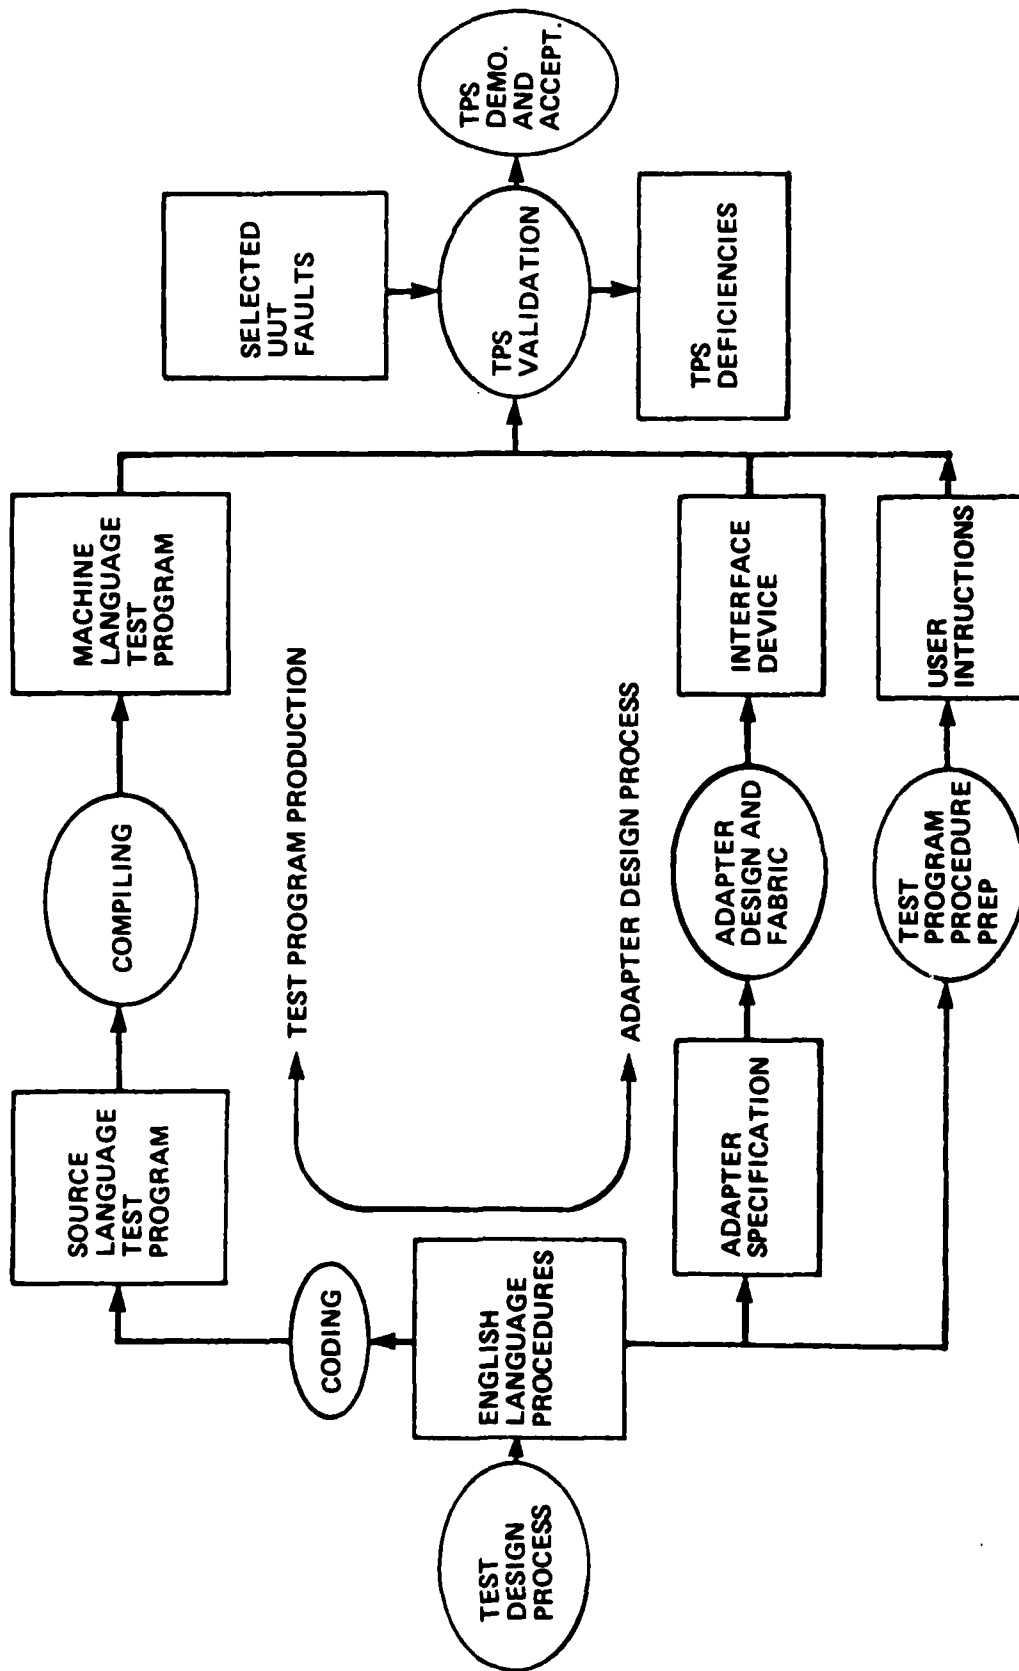 TEST
DESIGN
PROCESS
ENGLISH
LANGUAGE
PROCEDURES
CODING
SOURCE
LANGUAGE
TEST
PROGRAM
COMPILING
MACHINE
LANGUAGE
TEST
PROGRAM
TEST PROGRAM PRODUCTION
ADAPTER DESIGN PROCESS
ADAPTER
SPECIFICATION
ADAPTER
DESIGN AND
FABRIC
INTERFACE
DEVICE
TEST
PROGRAM
PROCEDURE
PREP
USER
INTRUCTIONS
SELECTED
UUT
FAULTS
TPS
VALIDATION
TPS
DEFICIENCIES
TPS
DEMO.
AND
ACCEPT.